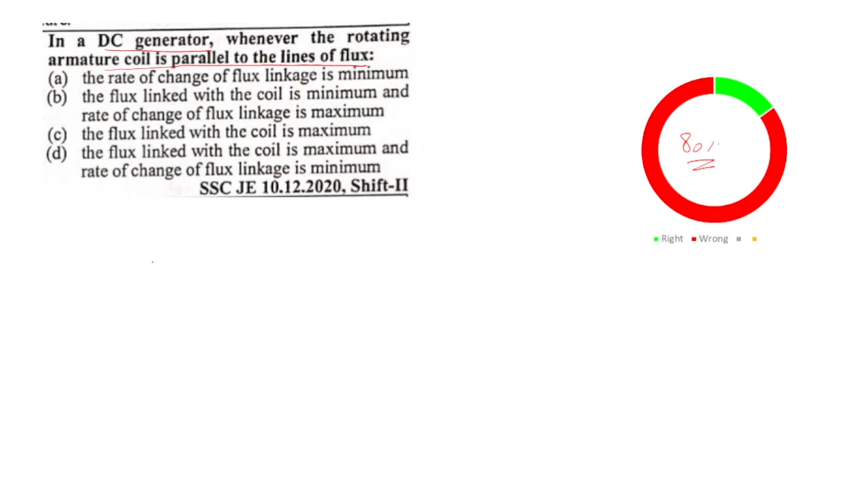 In a DC generator, whenever the rotating
armature coil is parallel to the lines of flux:
(a) the rate of change of flux linkage is minimum
(b) the flux linked with the coil is minimum and
rate of change of flux linkage is maximum
(c) the flux linked with the coil is maximum
(d) the flux linked with the coil is maximum and
rate of change of flux linkage is minimum
SSC JE 10.12.2020, Shift-II
80%
Right Wrong